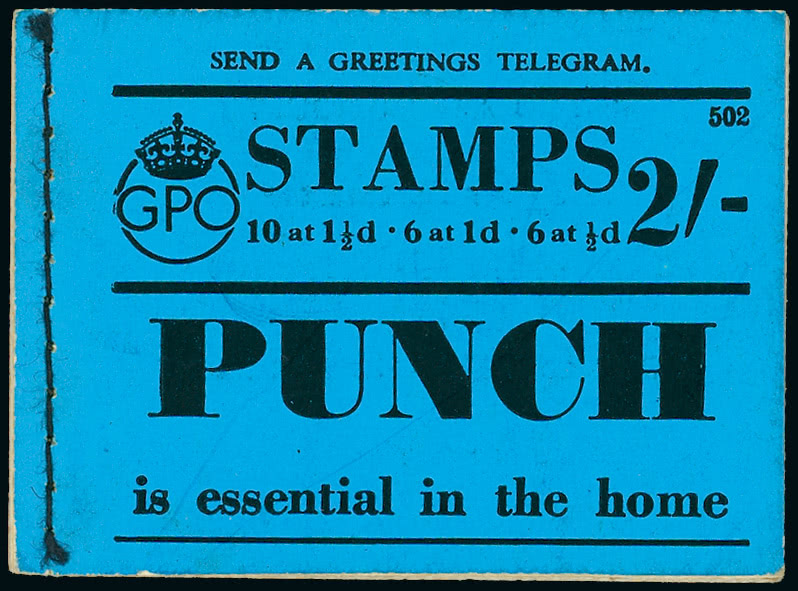 SEND A GREETINGS TELEGRAM.
502
GPO
STAMPS 2/-
10 at 1½d · 6 at 1d · 6 at ½d
PUNCH
is essential in the home